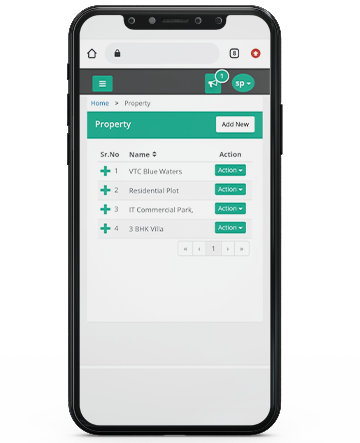 8
1
sp
Home > Property
Property
Add New
Sr.No Name Action
1 VTC Blue Waters Action
2 Residential Plot Action
3 IT Commercial Park, Action
4 3 BHK Villa Action
« ‹ 1 › »